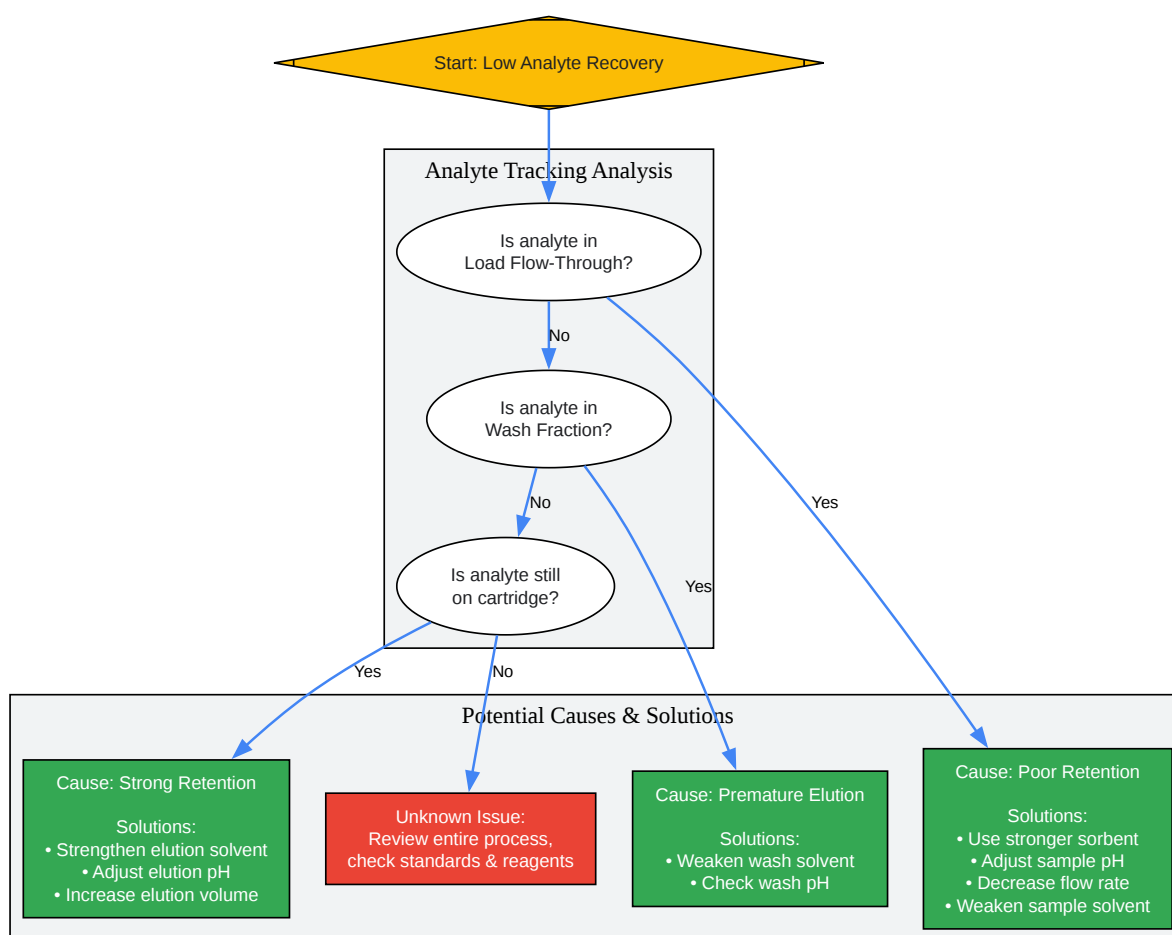 Start: Low Analyte Recovery
Analyte Tracking Analysis
Is analyte in
Load Flow-Through?
No
Is analyte in
Wash Fraction?
Yes
No
Is analyte still
on cartridge?
Yes
Yes
No
Potential Causes & Solutions
Cause: Strong Retention
Solutions:
• Strengthen elution solvent
• Adjust elution pH
• Increase elution volume
Unknown Issue:
Review entire process,
check standards & reagents
Cause: Premature Elution
Solutions:
• Weaken wash solvent
• Check wash pH
Cause: Poor Retention
Solutions:
• Use stronger sorbent
• Adjust sample pH
• Decrease flow rate
• Weaken sample solvent